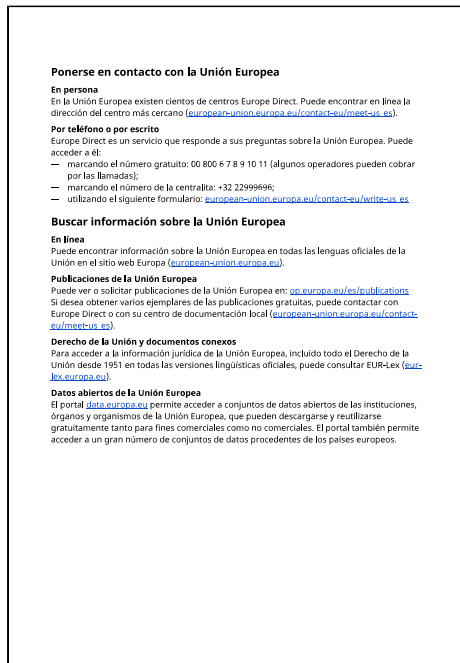 Ponerse en contacto con la Unión Europea
En persona
En la Unión Europea existen cientos de centros Europe Direct. Puede encontrar en línea la
dirección del centro más cercano (european-union.europa.eu/contact-eu/meet-us_es).
Por teléfono o por escrito
Europe Direct es un servicio que responde a sus preguntas sobre la Unión Europea. Puede
acceder a él:
— marcando el número gratuito: 00 800 6 7 8 9 10 11 (algunos operadores pueden cobrar
por las llamadas);
— marcando el número de la centralita: +32 22999696;
— utilizando el siguiente formulario: european-union.europa.eu/contact-eu/write-us_es
Buscar información sobre la Unión Europea
En línea
Puede encontrar información sobre la Unión Europea en todas las lenguas oficiales de la
Unión en el sitio web Europa (european-union.europa.eu).
Publicaciones de la Unión Europea
Puede ver o solicitar publicaciones de la Unión Europea en: op.europa.eu/es/publications
Si desea obtener varios ejemplares de las publicaciones gratuitas, puede contactar con
Europe Direct o con su centro de documentación local (european-union.europa.eu/contact-
eu/meet-us_es).
Derecho de la Unión y documentos conexos
Para acceder a la información jurídica de la Unión Europea, incluido todo el Derecho de la
Unión desde 1951 en todas las versiones lingüísticas oficiales, puede consultar EUR-Lex (eur-
lex.europa.eu).
Datos abiertos de la Unión Europea
El portal data.europa.eu permite acceder a conjuntos de datos abiertos de las instituciones,
órganos y organismos de la Unión Europea, que pueden descargarse y reutilizarse
gratuitamente tanto para fines comerciales como no comerciales. El portal también permite
acceder a un gran número de conjuntos de datos procedentes de los países europeos.